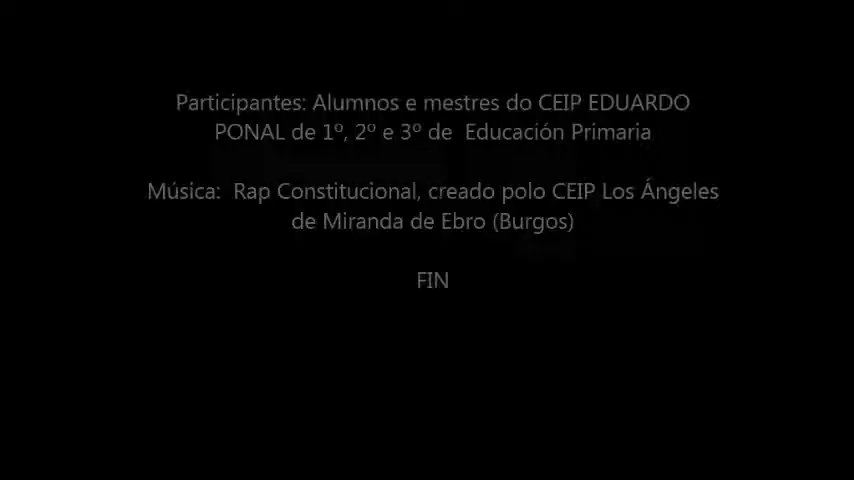 Participantes: Alumnos e mestres do CEIP EDUARDO
PONAL de 1º, 2º e 3º de  Educación Primaria
Música:  Rap Constitucional, creado polo CEIP Los Ángeles
de Miranda de Ebro (Burgos)
FIN